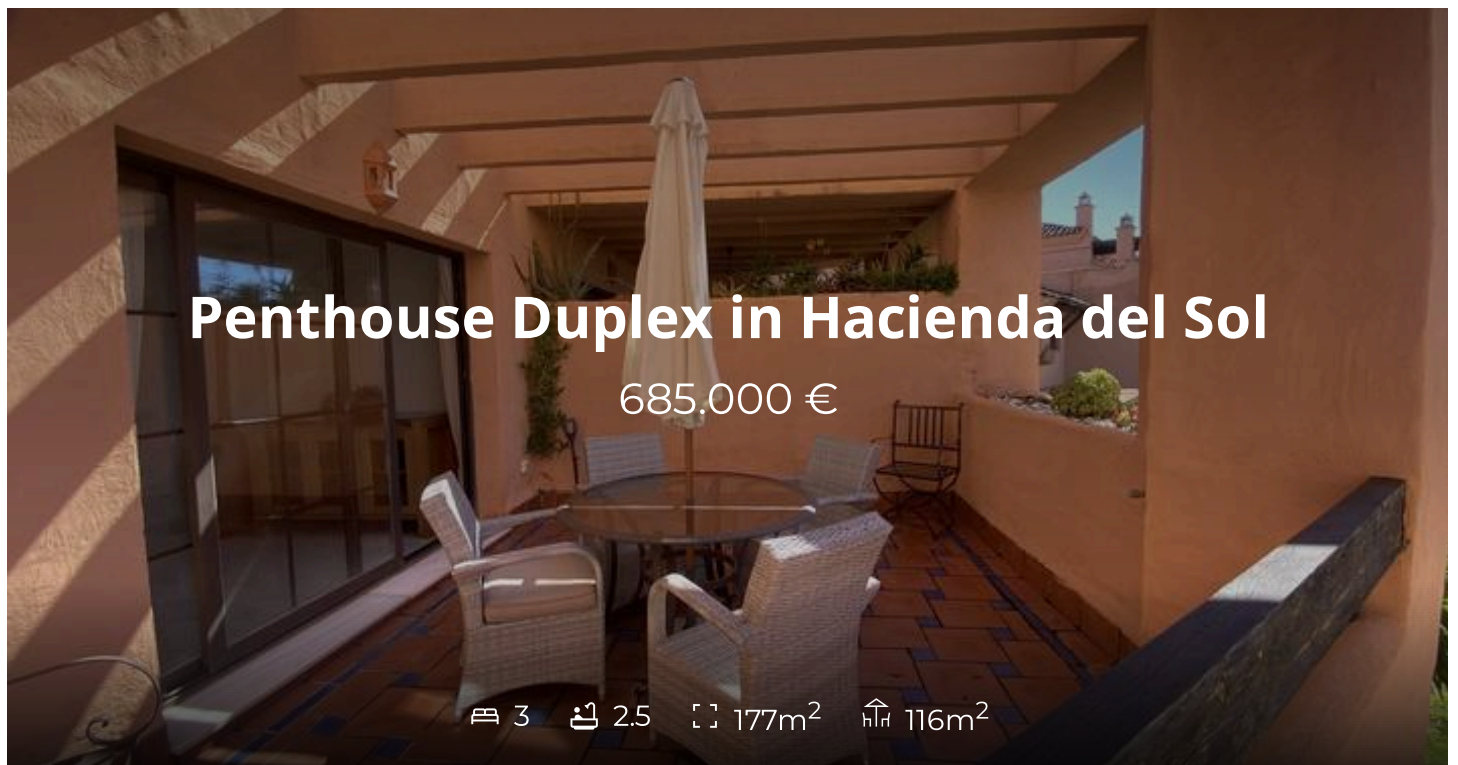 Penthouse Duplex in Hacienda del Sol
685.000 €
3 2.5 177m² 116m²